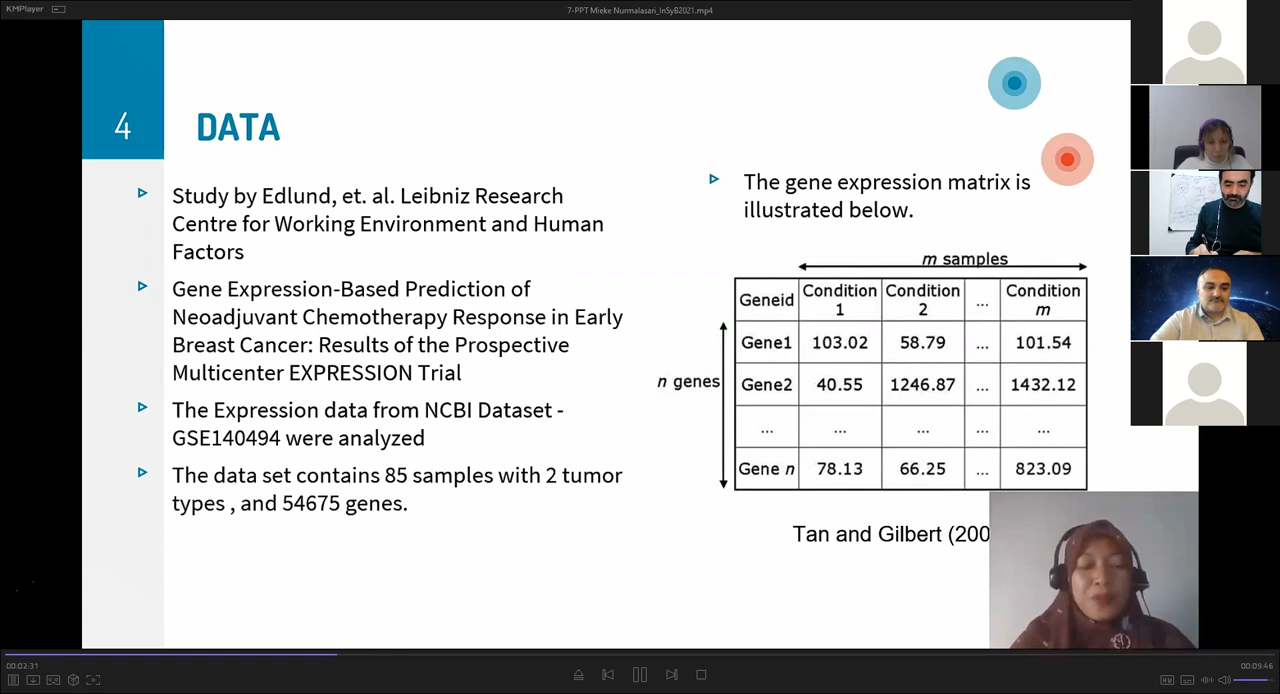 KMPlayer
7-PPT Mieke Nurmalasari_InSyB2021.mp4
4
DATA
Study by Edlund, et. al. Leibniz Research
Centre for Working Environment and Human
Factors
Gene Expression-Based Prediction of
Neoadjuvant Chemotherapy Response in Early
Breast Cancer: Results of the Prospective
Multicenter EXPRESSION Trial
The Expression data from NCBI Dataset -
GSE140494 were analyzed
The data set contains 85 samples with 2 tumor
types , and 54675 genes.
The gene expression matrix is
illustrated below.
m samples
Geneid Condition 1 Condition 2 ... Condition m
Gene1 103.02 58.79 ... 101.54
n genes
Gene2 40.55 1246.87 ... 1432.12
... ... ... ... ...
Gene n 78.13 66.25 ... 823.09
Tan and Gilbert (200
00:02:31
00:09:46